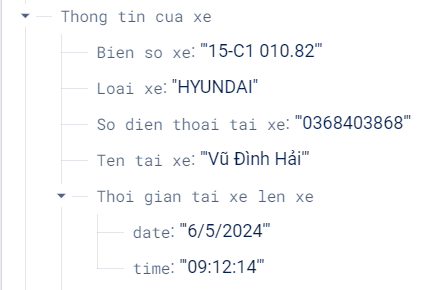 Thong tin cua xe
Bien so xe: "'15-C1 010.82'"
Loai xe: "HYUNDAI"
So dien thoai tai xe: "'0368403868'"
Ten tai xe: "'Vũ Đình Hải'"
Thoi gian tai xe len xe
date: "'6/5/2024'"
time: "'09:12:14'"